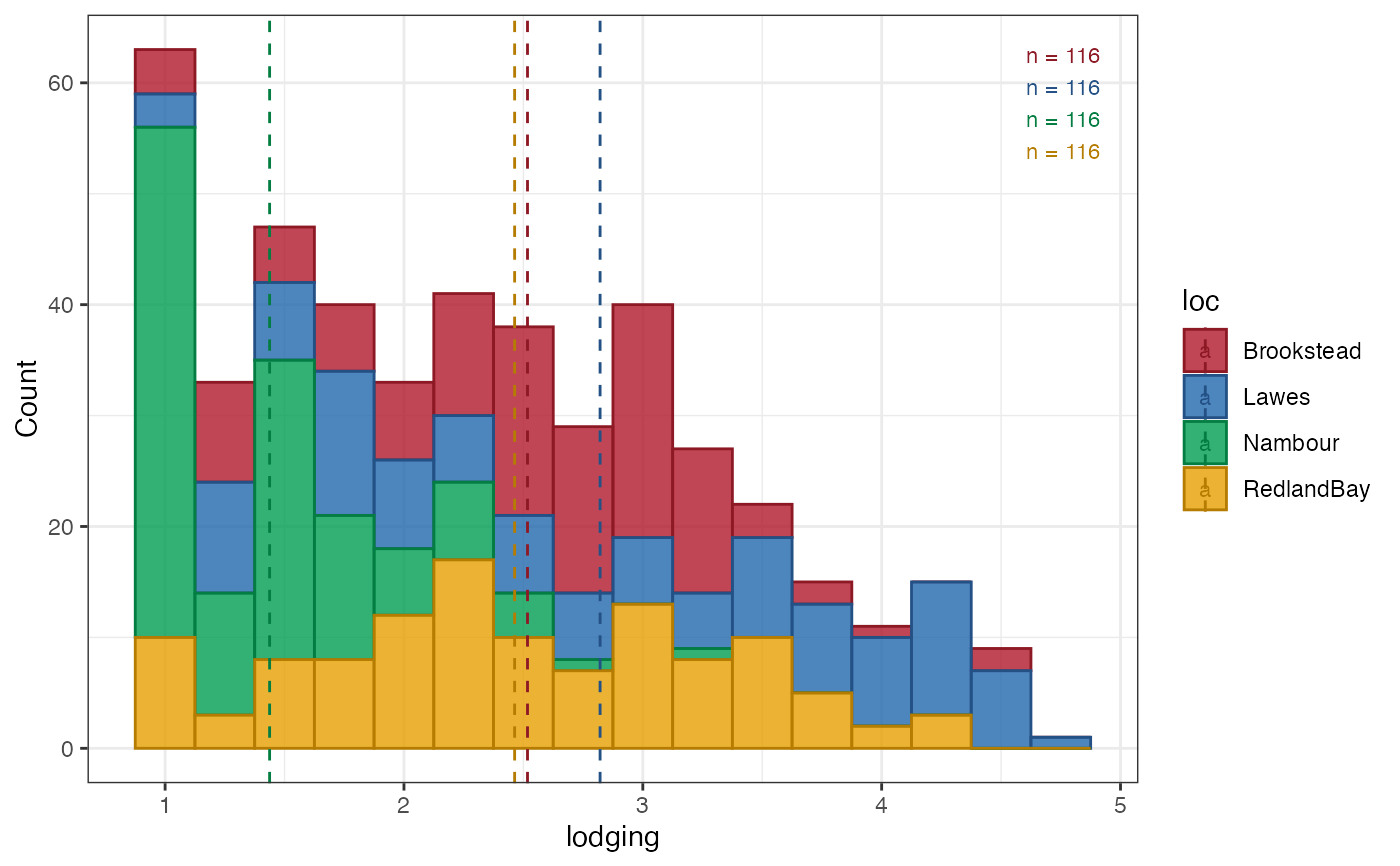 n = 116
n = 116
n = 116
n = 116
60
40
20
0
Count
1 2 3 4 5
lodging
loc
a Brookstead
a Lawes
a Nambour
a RedlandBay